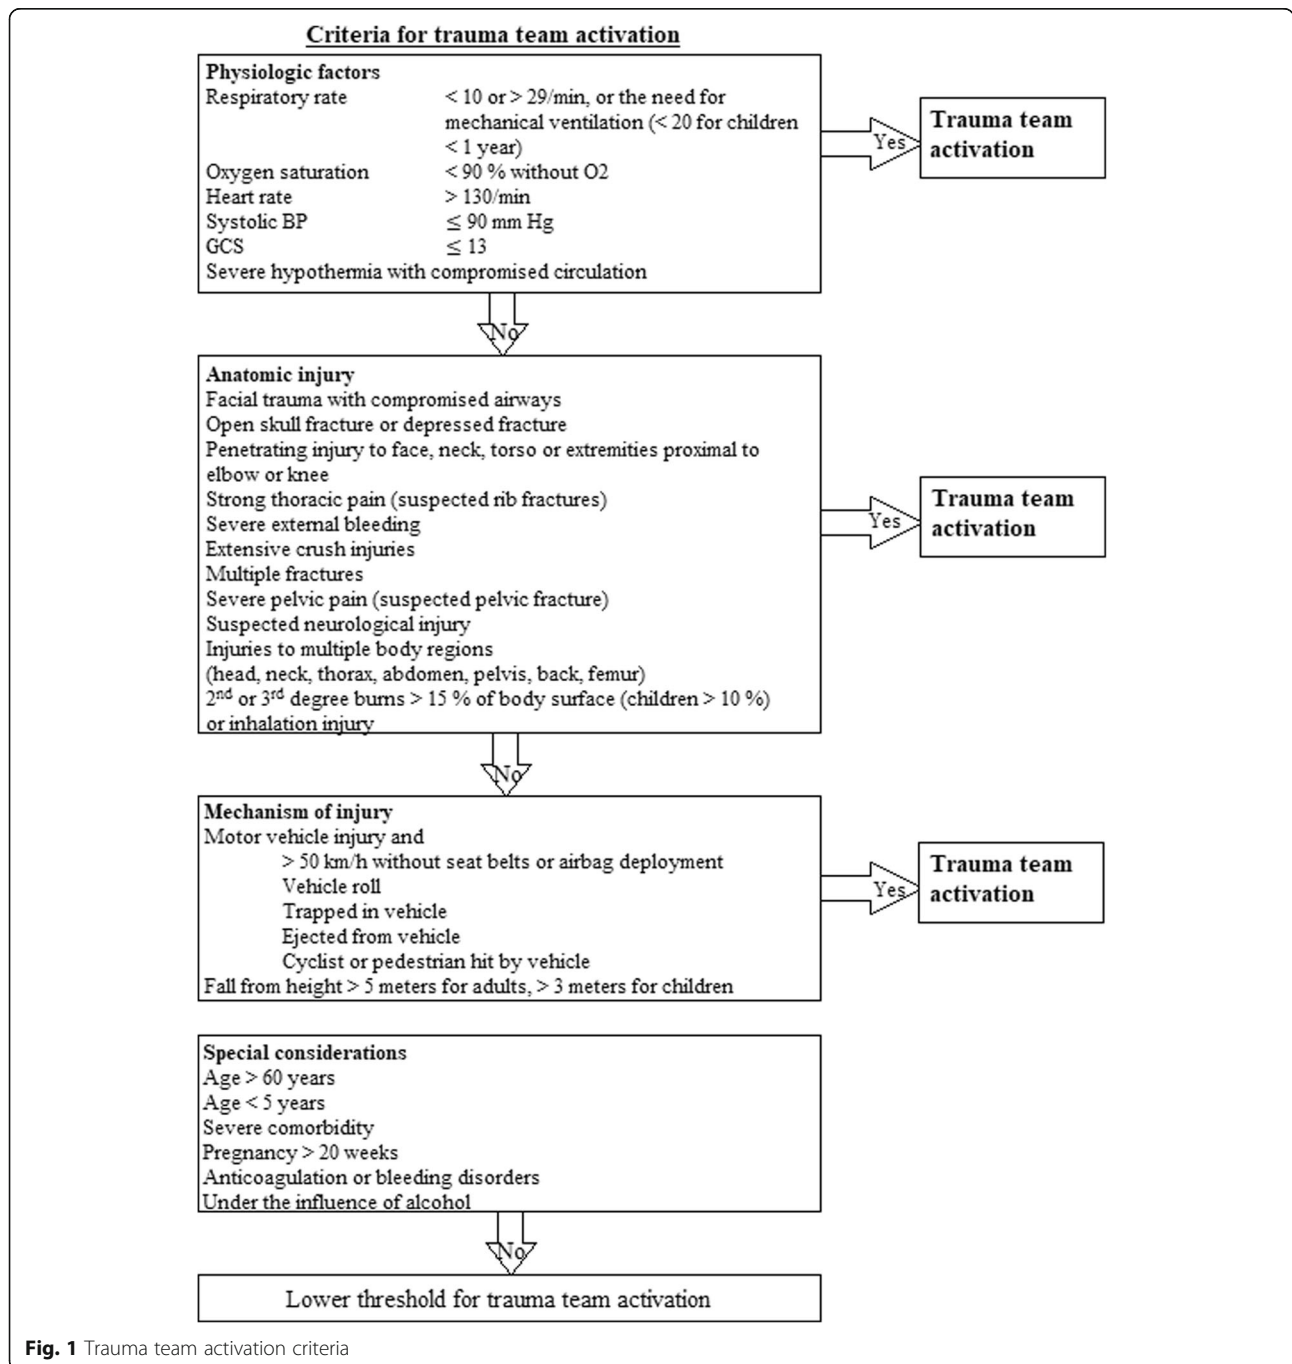 Criteria for trauma team activation
Physiologic factors
Respiratory rate < 10 or > 29/min, or the need for
mechanical ventilation (< 20 for children
< 1 year)
Oxygen saturation < 90 % without O2
Heart rate > 130/min
Systolic BP ≤ 90 mm Hg
GCS ≤ 13
Severe hypothermia with compromised circulation
Yes
Trauma team
activation
No
Anatomic injury
Facial trauma with compromised airways
Open skull fracture or depressed fracture
Penetrating injury to face, neck, torso or extremities proximal to
elbow or knee
Strong thoracic pain (suspected rib fractures)
Severe external bleeding
Extensive crush injuries
Multiple fractures
Severe pelvic pain (suspected pelvic fracture)
Suspected neurological injury
Injuries to multiple body regions
(head, neck, thorax, abdomen, pelvis, back, femur)
2nd or 3rd degree burns > 15 % of body surface (children > 10 %)
or inhalation injury
Yes
Trauma team
activation
No
Mechanism of injury
Motor vehicle injury and
> 50 km/h without seat belts or airbag deployment
Vehicle roll
Trapped in vehicle
Ejected from vehicle
Cyclist or pedestrian hit by vehicle
Fall from height > 5 meters for adults, > 3 meters for children
Yes
Trauma team
activation
Special considerations
Age > 60 years
Age < 5 years
Severe comorbidity
Pregnancy > 20 weeks
Anticoagulation or bleeding disorders
Under the influence of alcohol
No
Lower threshold for trauma team activation
Fig. 1 Trauma team activation criteria